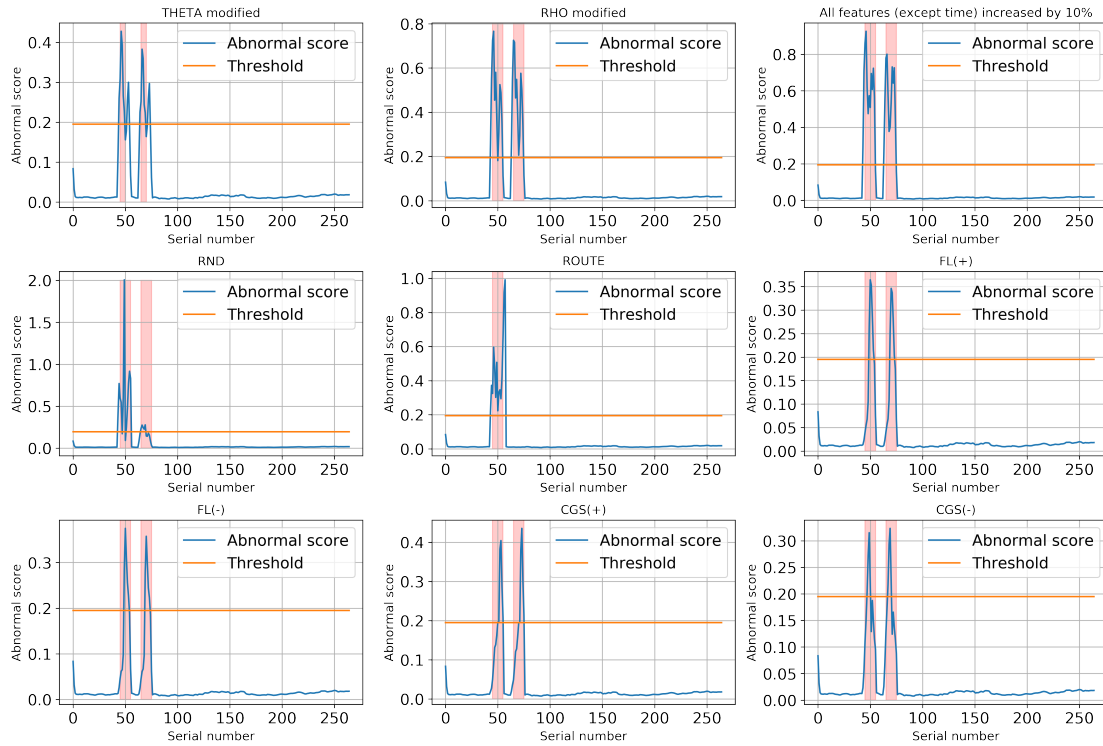 THETA modified
Abnormal score
Abnormal score
Threshold
0.4
0.3
0.2
0.1
0.0
0 50 100 150 200 250
Serial number
RHO modified
Abnormal score
Abnormal score
Threshold
0.8
0.6
0.4
0.2
0.0
0 50 100 150 200 250
Serial number
All features (except time) increased by 10%
Abnormal score
Abnormal score
Threshold
0.8
0.6
0.4
0.2
0.0
0 50 100 150 200 250
Serial number
RND
Abnormal score
Abnormal score
Threshold
2.0
1.5
1.0
0.5
0.0
0 50 100 150 200 250
Serial number
ROUTE
Abnormal score
Abnormal score
Threshold
1.0
0.8
0.6
0.4
0.2
0.0
0 50 100 150 200 250
Serial number
FL(+)
Abnormal score
Abnormal score
Threshold
0.35
0.30
0.25
0.20
0.15
0.10
0.05
0.00
0 50 100 150 200 250
Serial number
FL(-)
Abnormal score
Abnormal score
Threshold
0.3
0.2
0.1
0.0
0 50 100 150 200 250
Serial number
CGS(+)
Abnormal score
Abnormal score
Threshold
0.4
0.3
0.2
0.1
0.0
0 50 100 150 200 250
Serial number
CGS(-)
Abnormal score
Abnormal score
Threshold
0.30
0.25
0.20
0.15
0.10
0.05
0.00
0 50 100 150 200 250
Serial number